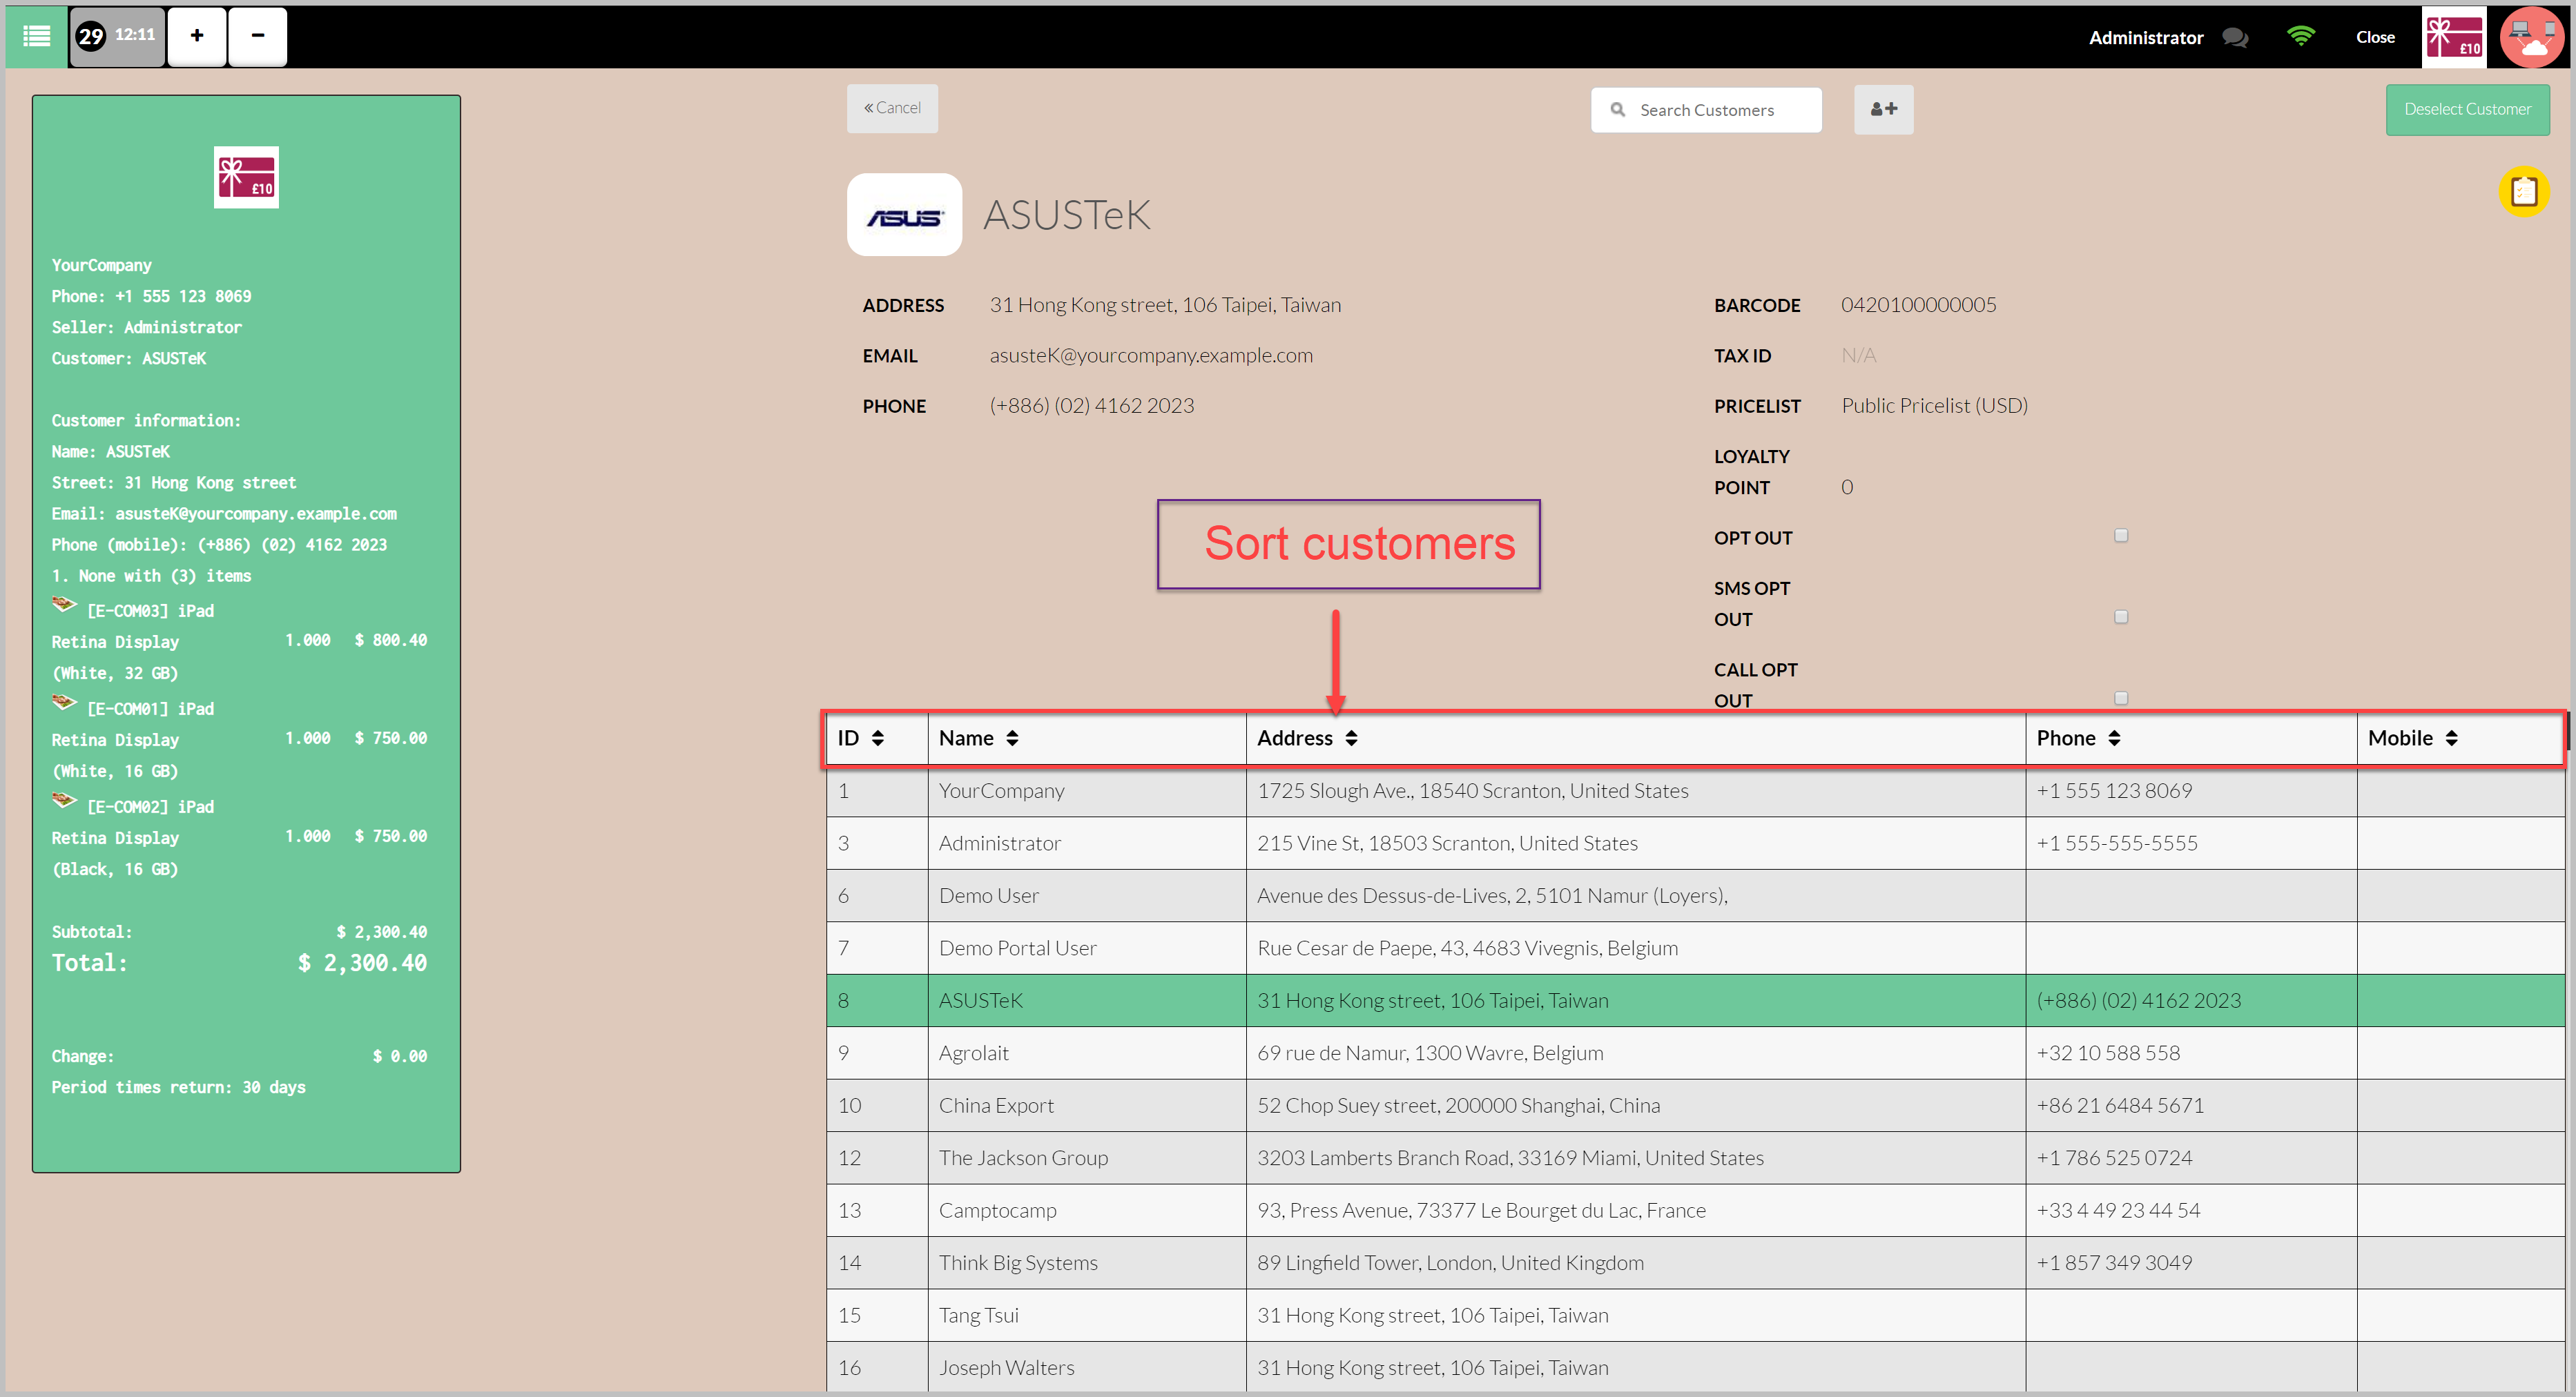 29 12:11 + −
Administrator Close £10
£10
YourCompany
Phone: +1 555 123 8069
Seller: Administrator
Customer: ASUSTeK
Customer information:
Name: ASUSTeK
Street: 31 Hong Kong street
Email: asusteK@yourcompany.example.com
Phone (mobile): (+886) (02) 4162 2023
1. None with (3) items
[E-COM03] iPad
Retina Display 1.000 $ 800.40
(White, 32 GB)
[E-COM01] iPad
Retina Display 1.000 $ 750.00
(White, 16 GB)
[E-COM02] iPad
Retina Display 1.000 $ 750.00
(Black, 16 GB)
Subtotal: $ 2,300.40
Total: $ 2,300.40
Change: $ 0.00
Period times return: 30 days
« Cancel
Search Customers
Deselect Customer
ASUS ASUSTeK
ADDRESS 31 Hong Kong street, 106 Taipei, Taiwan
EMAIL asusteK@yourcompany.example.com
PHONE (+886) (02) 4162 2023
BARCODE 0420100000005
TAX ID N/A
PRICELIST Public Pricelist (USD)
LOYALTY
POINT 0
OPT OUT
SMS OPT
OUT
CALL OPT
OUT
Sort customers
ID Name Address Phone Mobile
1 YourCompany 1725 Slough Ave., 18540 Scranton, United States +1 555 123 8069
3 Administrator 215 Vine St, 18503 Scranton, United States +1 555-555-5555
6 Demo User Avenue des Dessus-de-Lives, 2, 5101 Namur (Loyers),
7 Demo Portal User Rue Cesar de Paepe, 43, 4683 Vivegnis, Belgium
8 ASUSTeK 31 Hong Kong street, 106 Taipei, Taiwan (+886) (02) 4162 2023
9 Agrolait 69 rue de Namur, 1300 Wavre, Belgium +32 10 588 558
10 China Export 52 Chop Suey street, 200000 Shanghai, China +86 21 6484 5671
12 The Jackson Group 3203 Lamberts Branch Road, 33169 Miami, United States +1 786 525 0724
13 Camptocamp 93, Press Avenue, 73377 Le Bourget du Lac, France +33 4 49 23 44 54
14 Think Big Systems 89 Lingfield Tower, London, United Kingdom +1 857 349 3049
15 Tang Tsui 31 Hong Kong street, 106 Taipei, Taiwan
16 Joseph Walters 31 Hong Kong street, 106 Taipei, Taiwan